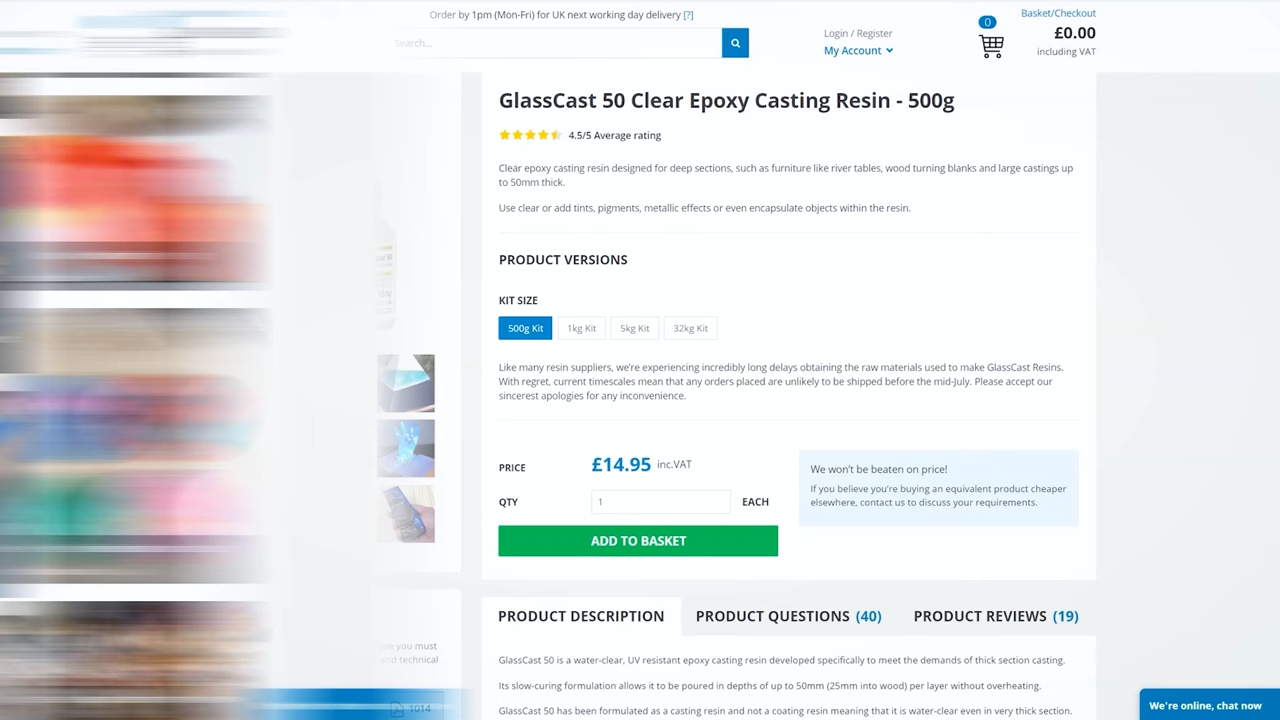 Order by 1pm (Mon-Fri) for UK next working day delivery [?]
Search...
Login / Register
My Account
0
Basket/Checkout
£0.00
including VAT
GlassCast 50 Clear Epoxy Casting Resin - 500g
4.5/5 Average rating
Clear epoxy casting resin designed for deep sections, such as furniture like river tables, wood turning blanks and large castings up
to 50mm thick.
Use clear or add tints, pigments, metallic effects or even encapsulate objects within the resin.
PRODUCT VERSIONS
KIT SIZE
500g Kit
1kg Kit
5kg Kit
32kg Kit
Like many resin suppliers, we're experiencing incredibly long delays obtaining the raw materials used to make GlassCast Resins.
With regret, current timescales mean that any orders placed are unlikely to be shipped before the mid-July. Please accept our
sincerest apologies for any inconvenience.
PRICE
£14.95 inc.VAT
QTY
1
EACH
ADD TO BASKET
We won't be beaten on price!
If you believe you're buying an equivalent product cheaper
elsewhere, contact us to discuss your requirements.
PRODUCT DESCRIPTION
PRODUCT QUESTIONS (40)
PRODUCT REVIEWS (19)
use you must
and technical
1014
GlassCast 50 is a water-clear, UV resistant epoxy casting resin developed specifically to meet the demands of thick section casting.
Its slow-curing formulation allows it to be poured in depths of up to 50mm (25mm into wood) per layer without overheating.
GlassCast 50 has been formulated as a casting resin and not a coating resin meaning that it is water-clear even in very thick section.
We're online, chat now